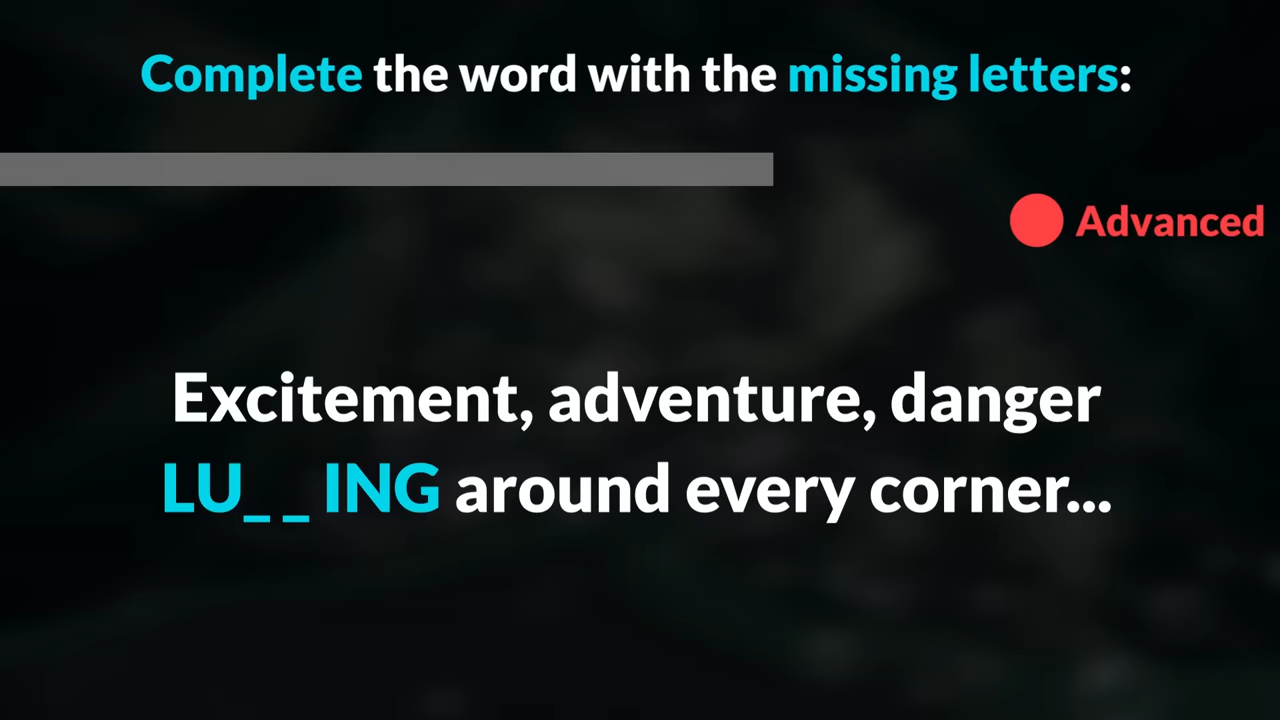 Complete the word with the missing letters:
Advanced
Excitement, adventure, danger
LU_ _ ING around every corner...